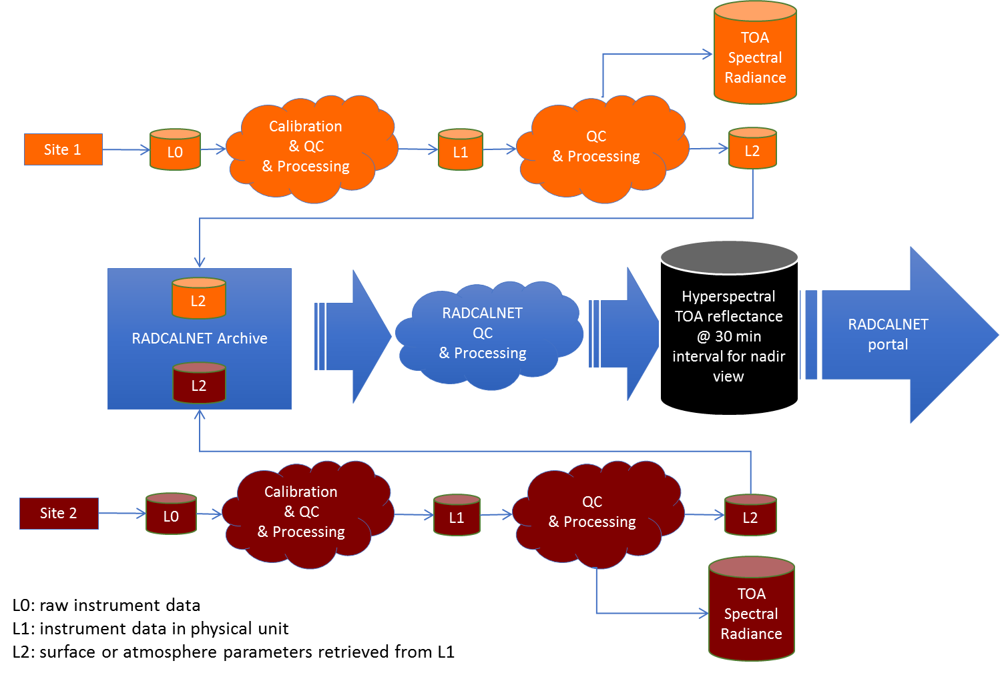 TOA
Spectral
Radiance
Site 1
L0
Calibration
& QC
& Processing
L1
QC
& Processing
L2
L2
RADCALNET Archive
L2
RADCALNET
QC
& Processing
Hyperspectral
TOA reflectance
@ 30 min
interval for nadir
view
RADCALNET
portal
Site 2
L0
Calibration
& QC
& Processing
L1
QC
& Processing
L2
TOA
Spectral
Radiance
L0: raw instrument data
L1: instrument data in physical unit
L2: surface or atmosphere parameters retrieved from L1